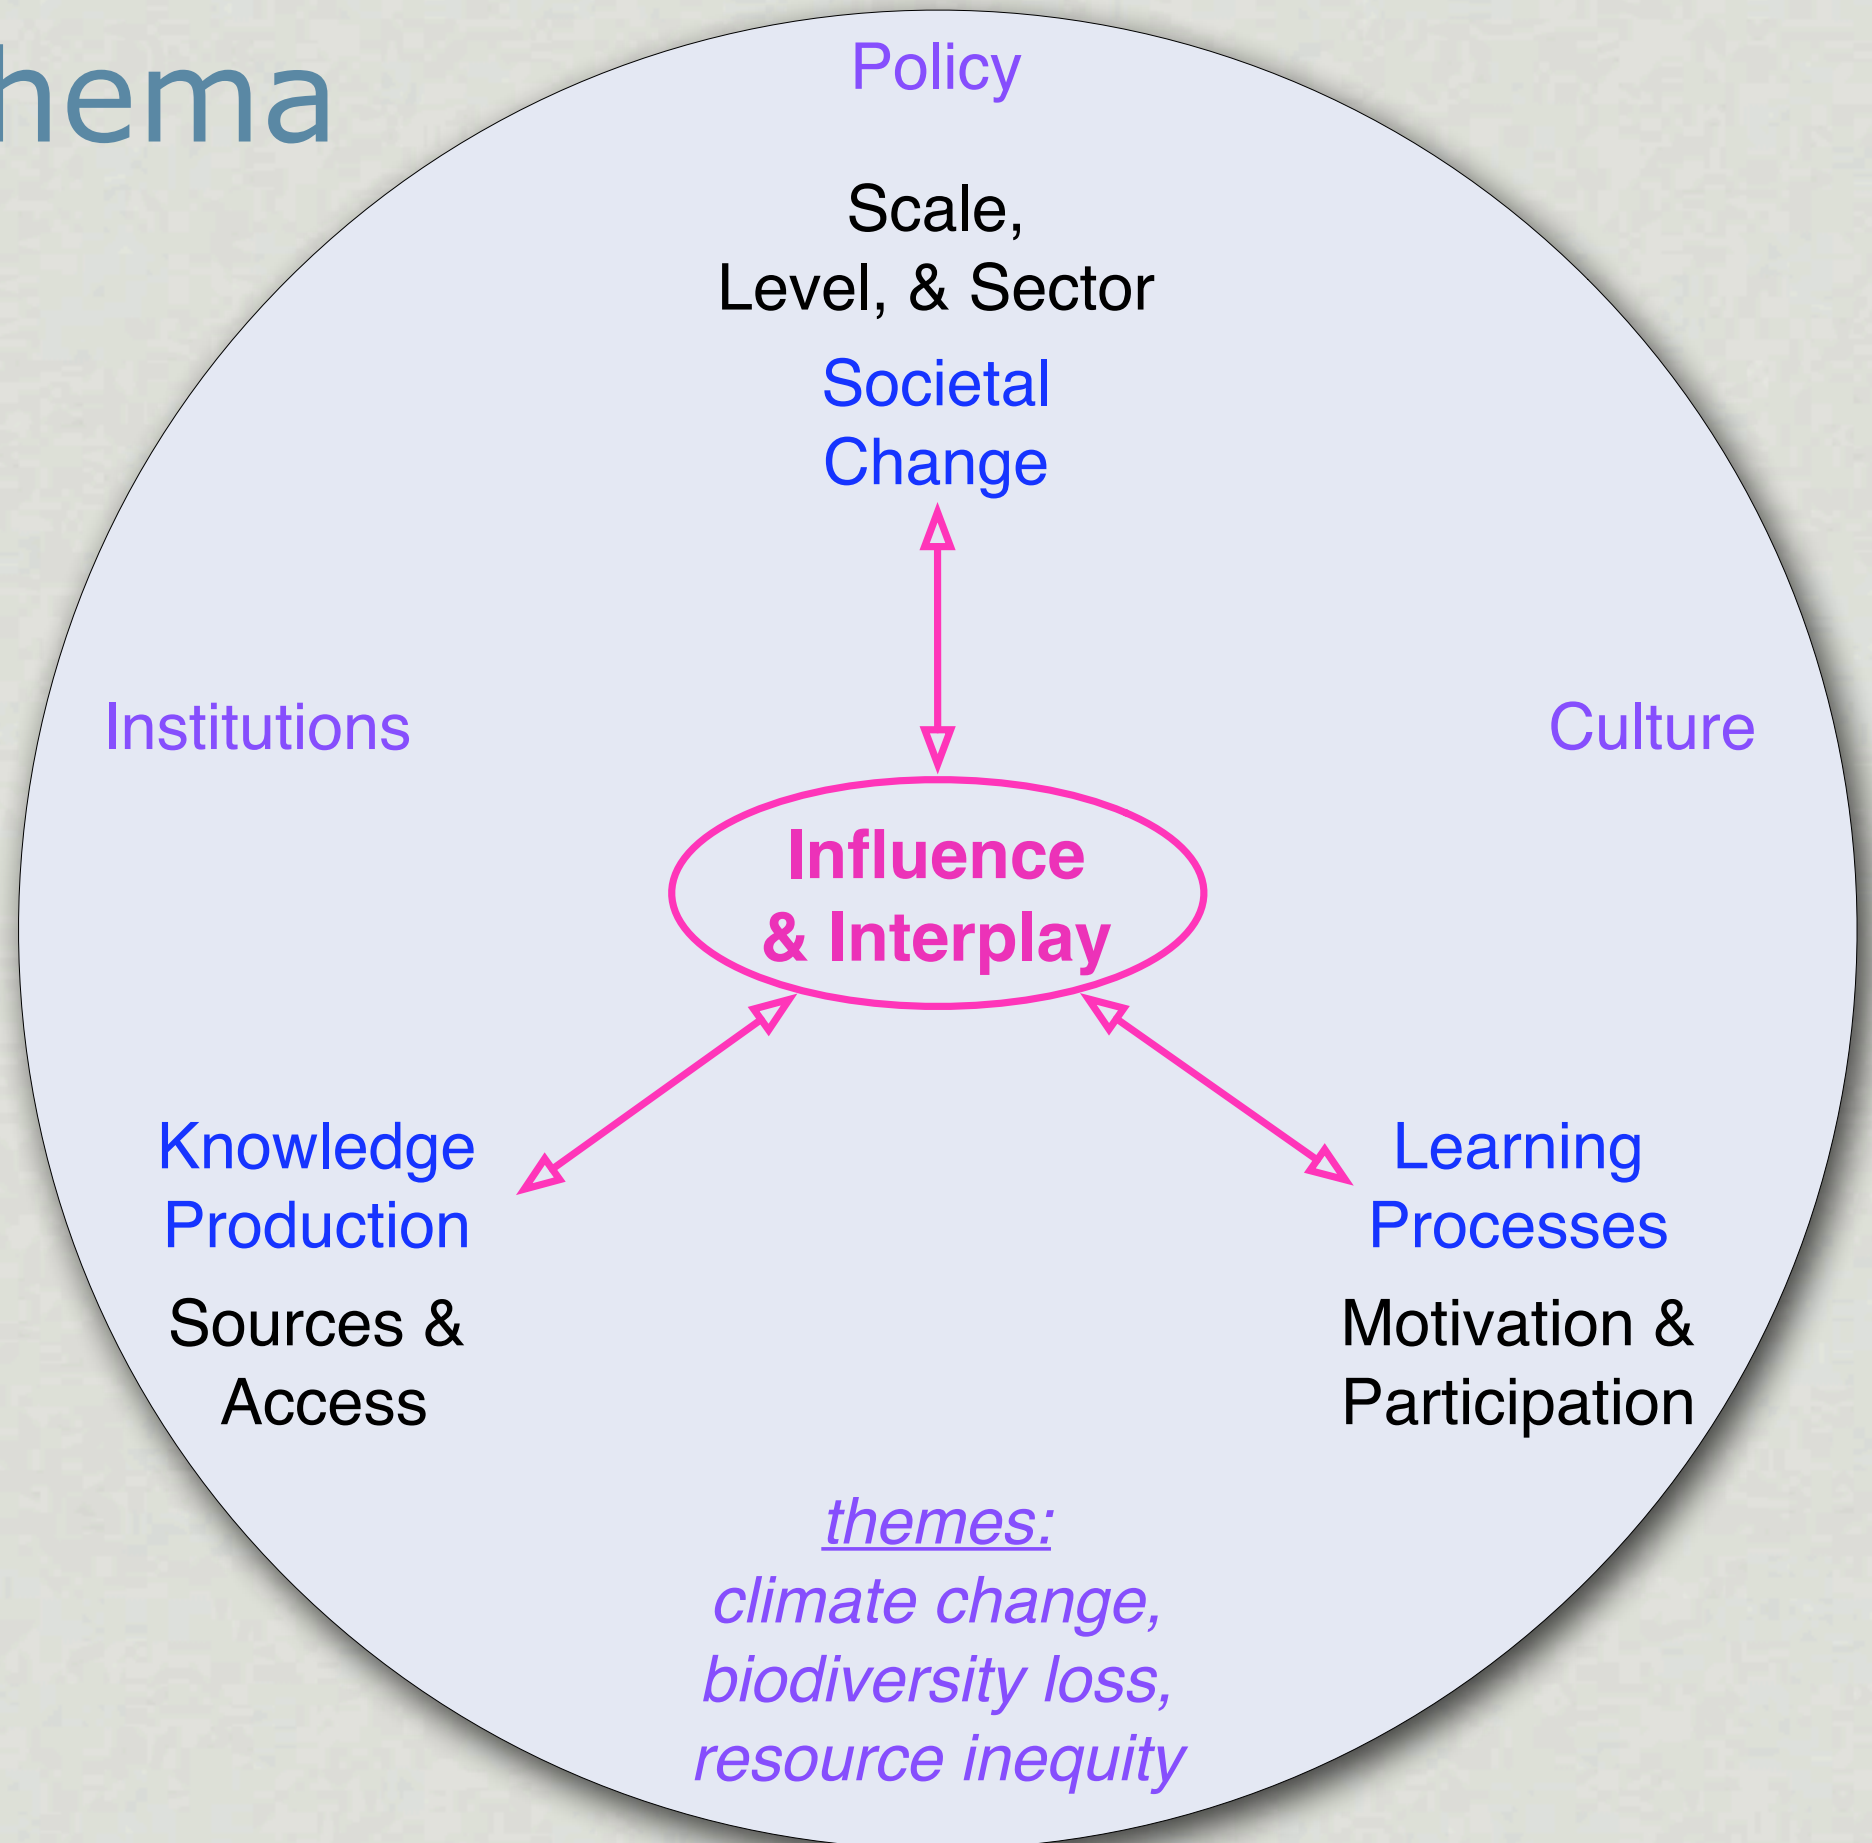 hema
Policy
Scale,
Level, & Sector
Societal
Change
Institutions
Culture
Influence
& Interplay
Knowledge
Production
Sources &
Access
Learning
Processes
Motivation &
Participation
themes:
climate change,
biodiversity loss,
resource inequity